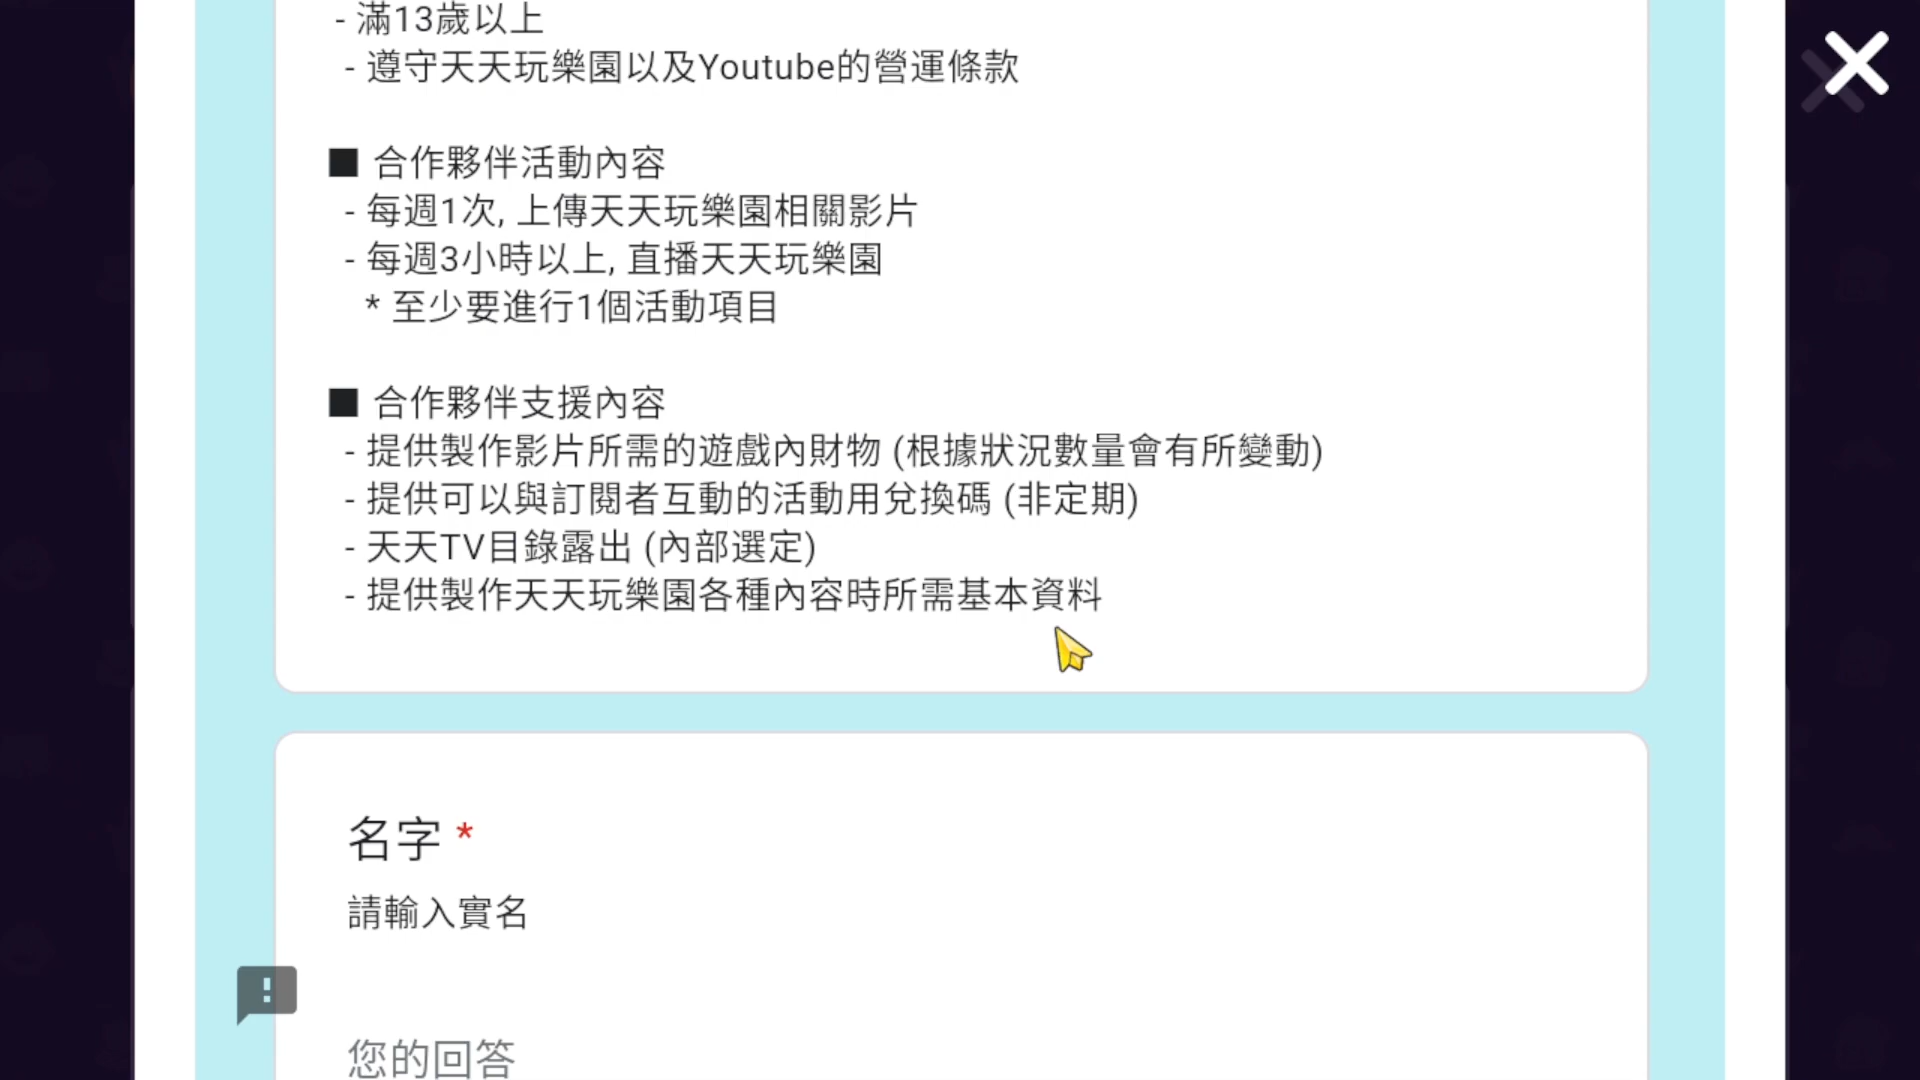 - 滿13歲以上
- 遵守天天玩樂園以及Youtube的營運條款
■ 合作夥伴活動內容
- 每週1次, 上傳天天玩樂園相關影片
- 每週3小時以上, 直播天天玩樂園
* 至少要進行1個活動項目
■ 合作夥伴支援內容
- 提供製作影片所需的遊戲內財物 (根據狀況數量會有所變動)
- 提供可以與訂閱者互動的活動用兌換碼 (非定期)
- 天天TV目錄露出 (內部選定)
- 提供製作天天玩樂園各種內容時所需基本資料
名字 *
請輸入實名
您的回答